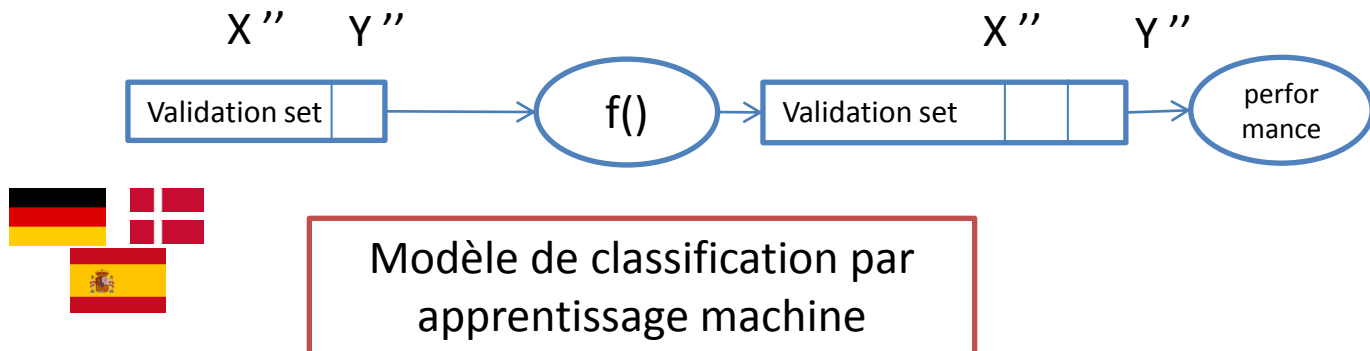 X ’’ Y ’’ X ’’ Y ’’
Validation set f() Validation set perfor
mance
Modèle de classification par
apprentissage machine